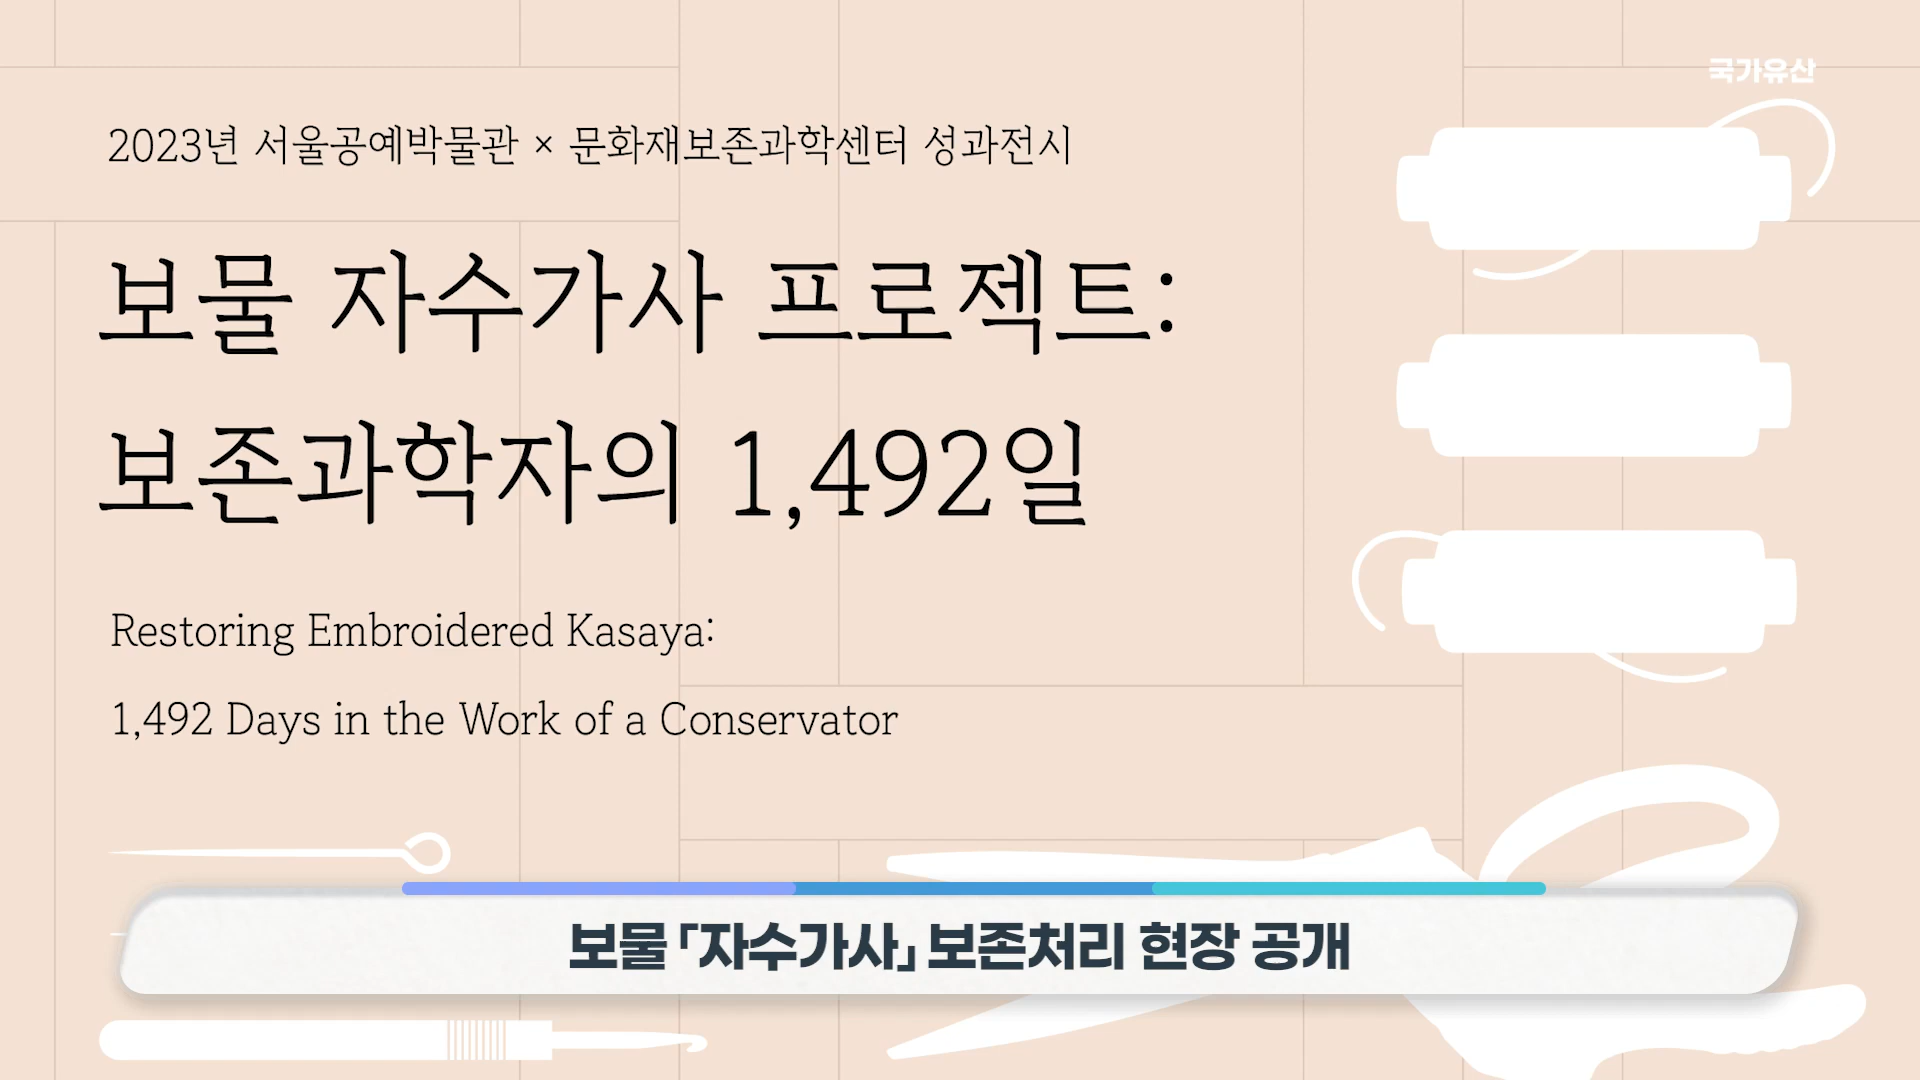 국가유산
2023년 서울공예박물관 × 문화재보존과학센터 성과전시
보물 자수가사 프로젝트:
보존과학자의 1,492일
Restoring Embroidered Kasaya:
1,492 Days in the Work of a Conservator
보물 「자수가사」 보존처리 현장 공개